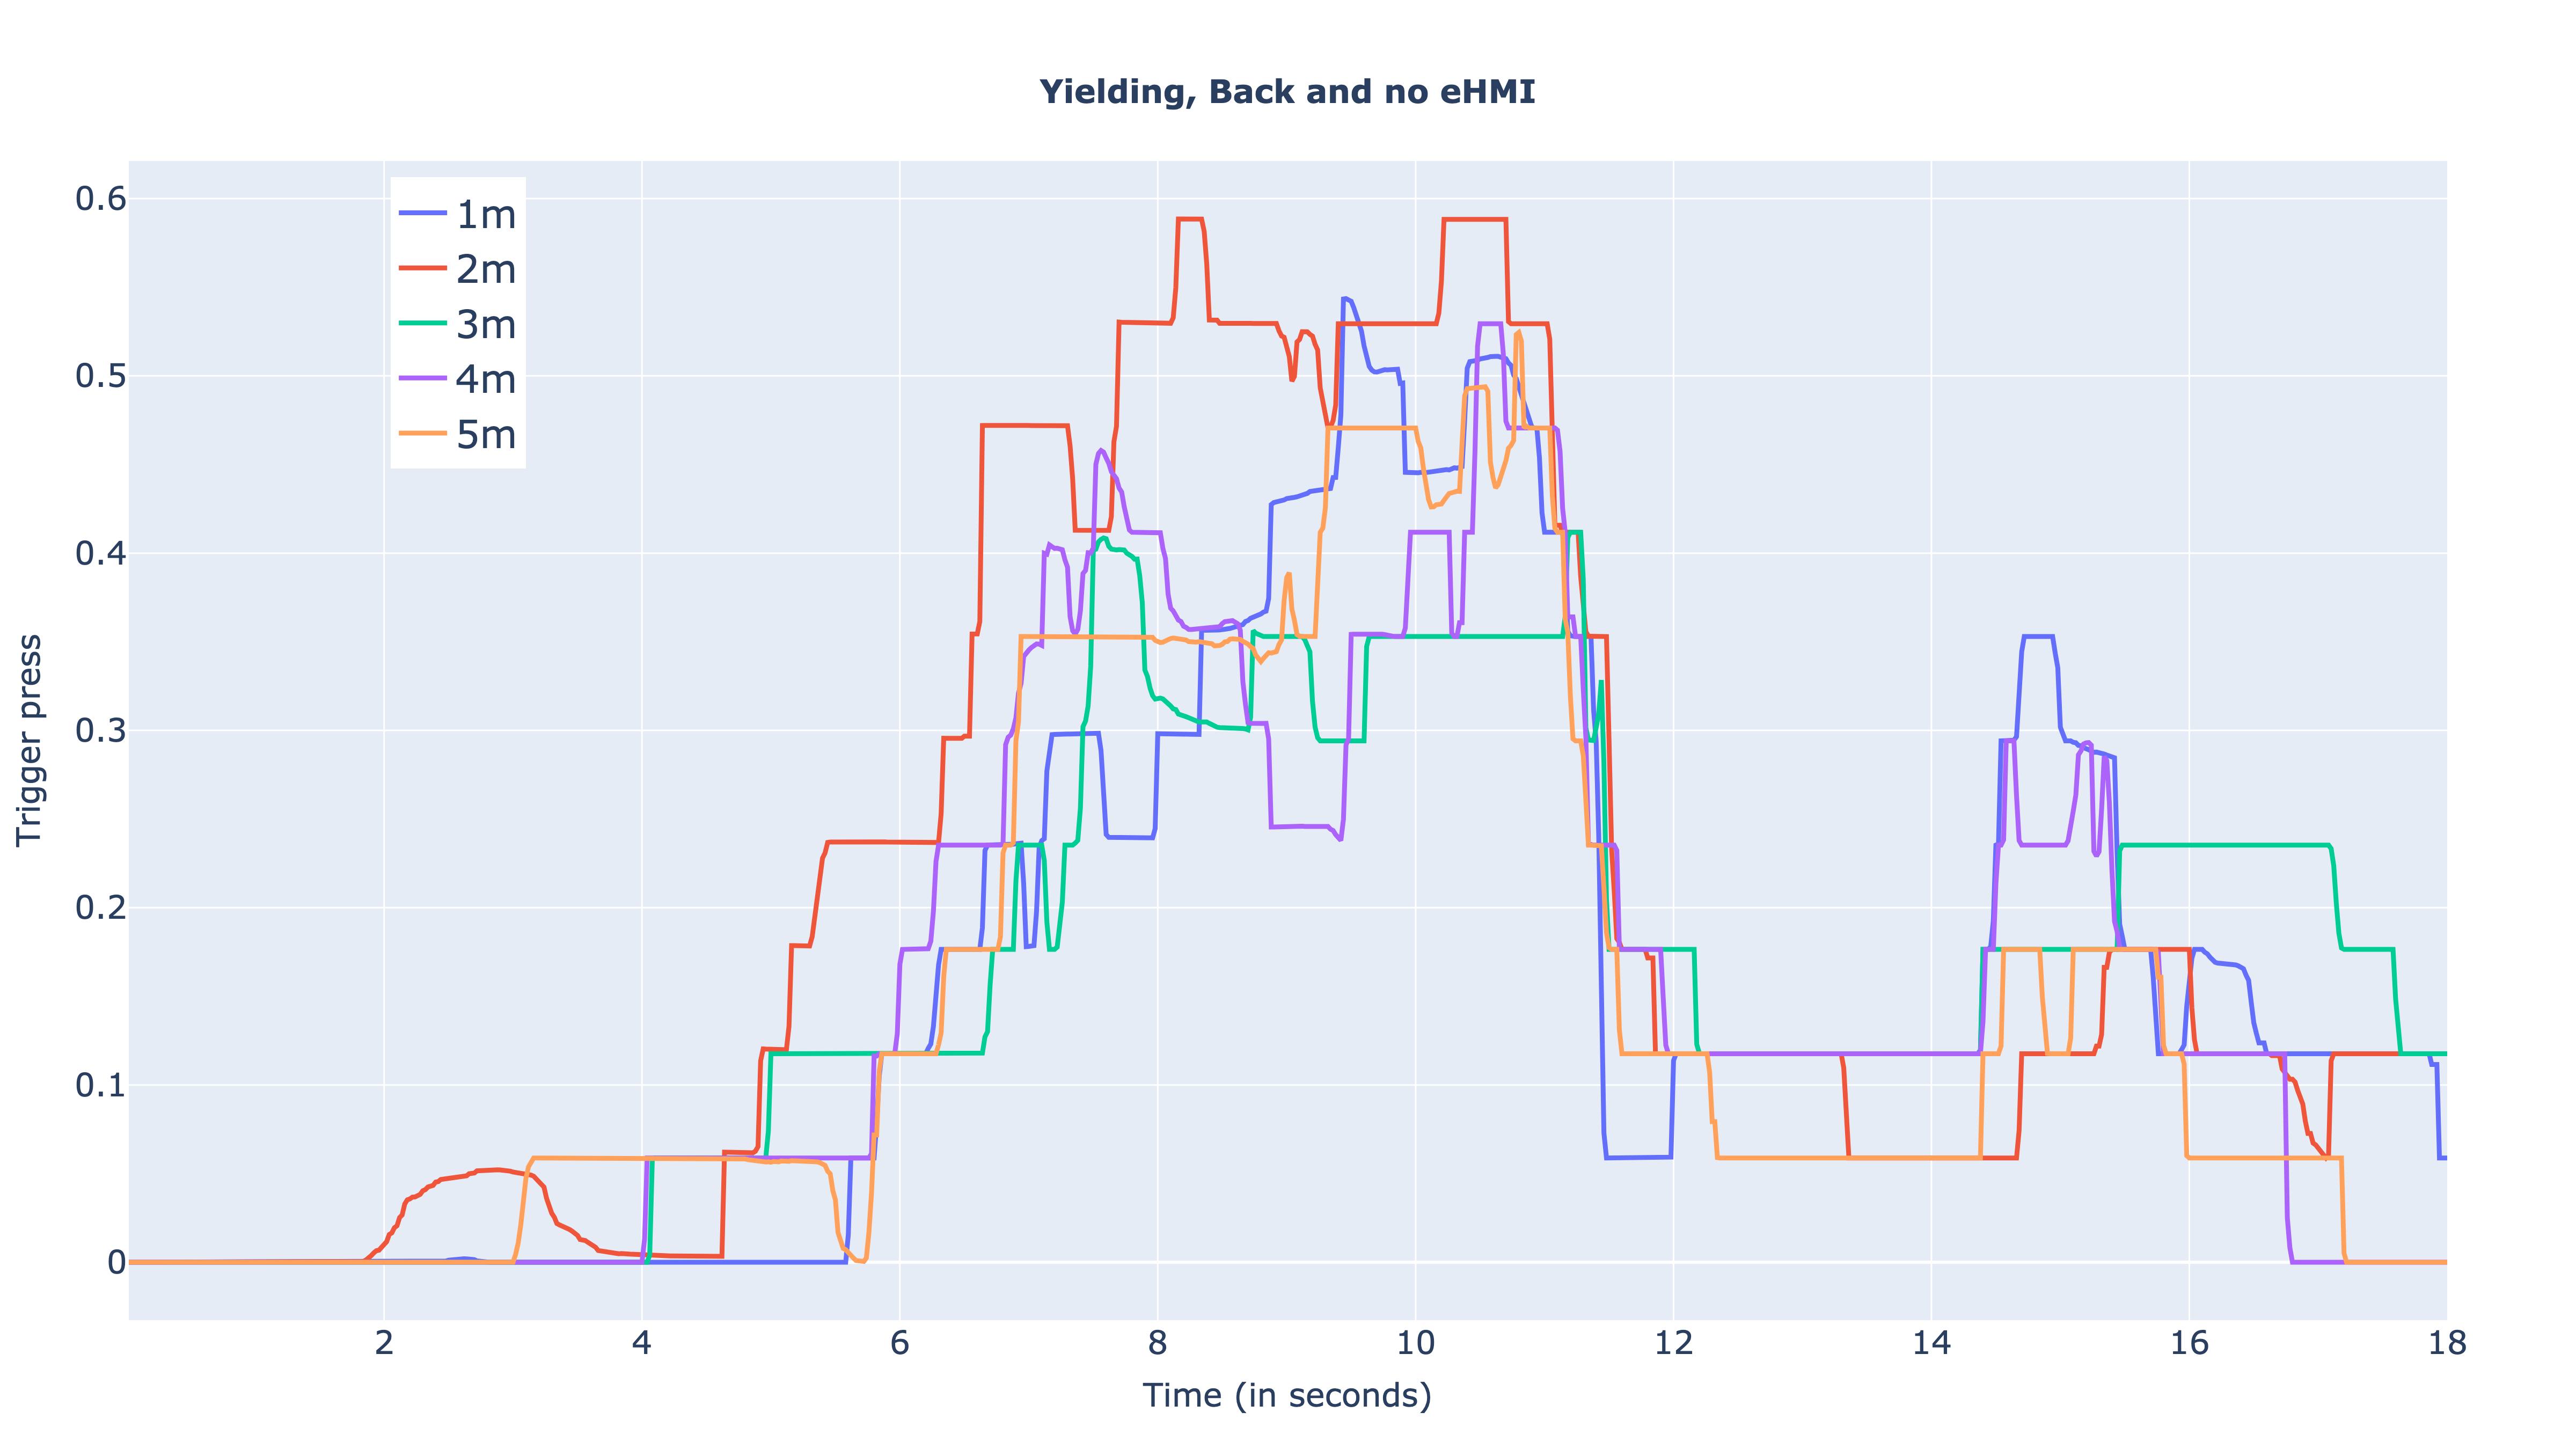 Yielding, Back and no eHMI
1m
2m
3m
4m
5m
0.6
0.5
0.4
0.3
0.2
0.1
0
Trigger press
2 4 6 8 10 12 14 16 18
Time (in seconds)